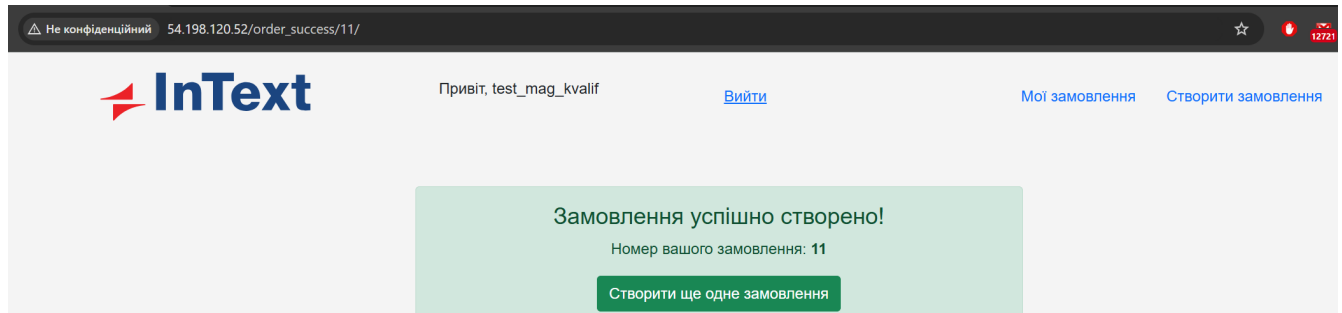 Не конфіденційний 54.198.120.52/order_success/11/
12721
InText
Привіт, test_mag_kvalif
Вийти
Мої замовлення
Створити замовлення
Замовлення успішно створено!
Номер вашого замовлення: 11
Створити ще одне замовлення